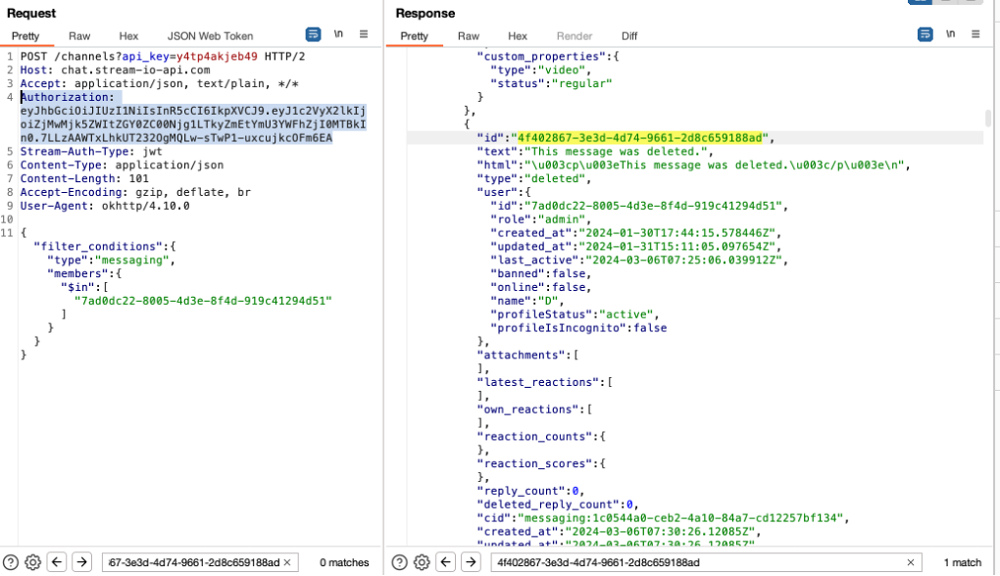 Request
Pretty Raw Hex JSON Web Token \n
1 POST /channels?api_key=y4tp4akjeb49 HTTP/2
2 Host: chat.stream-io-api.com
3 Accept: application/json, text/plain, */*
4 Authorization:
eyJhbGciOiJIUzI1NiIsInR5cCI6IkpXVCJ9.eyJ1c2VyX2lkIj
oiZjMwMjk5ZWItZGY0ZC00Njg1LTkyZmEtYmU3YWFhZjI0MTBkI
n0.7LLzAAWTxLhkUT232OgMQLw-sTwP1-uxcujkcOfm6EA
5 Stream-Auth-Type: jwt
6 Content-Type: application/json
7 Content-Length: 101
8 Accept-Encoding: gzip, deflate, br
9 User-Agent: okhttp/4.10.0
10
11 {
"filter_conditions":{
"type":"messaging",
"members":{
"$in":[
"7ad0dc22-8005-4d3e-8f4d-919c41294d51"
]
}
}
}
67-3e3d-4d74-9661-2d8c659188ad × 0 matches
Response
Pretty Raw Hex Render Diff \n
"custom_properties":{
"type":"video",
"status":"regular"
}
},
{
"id":"4f402867-3e3d-4d74-9661-2d8c659188ad",
"text":"This message was deleted.",
"html":"\u003cp\u003eThis message was deleted.\u003c/p\u003e\n",
"type":"deleted",
"user":{
"id":"7ad0dc22-8005-4d3e-8f4d-919c41294d51",
"role":"admin",
"created_at":"2024-01-30T17:44:15.578446Z",
"updated_at":"2024-01-31T15:11:05.097654Z",
"last_active":"2024-03-06T07:25:06.039912Z",
"banned":false,
"online":false,
"name":"D",
"profileStatus":"active",
"profileIsIncognito":false
},
"attachments":[
],
"latest_reactions":[
],
"own_reactions":[
],
"reaction_counts":{
},
"reaction_scores":{
},
"reply_count":0,
"deleted_reply_count":0,
"cid":"messaging:1c0544a0-ceb2-4a10-84a7-cd12257bf134",
"created_at":"2024-03-06T07:30:26.12085Z",
"updated_at":"2024-03-06T07:30:26.12085Z",
4f402867-3e3d-4d74-9661-2d8c659188ad × 1 match